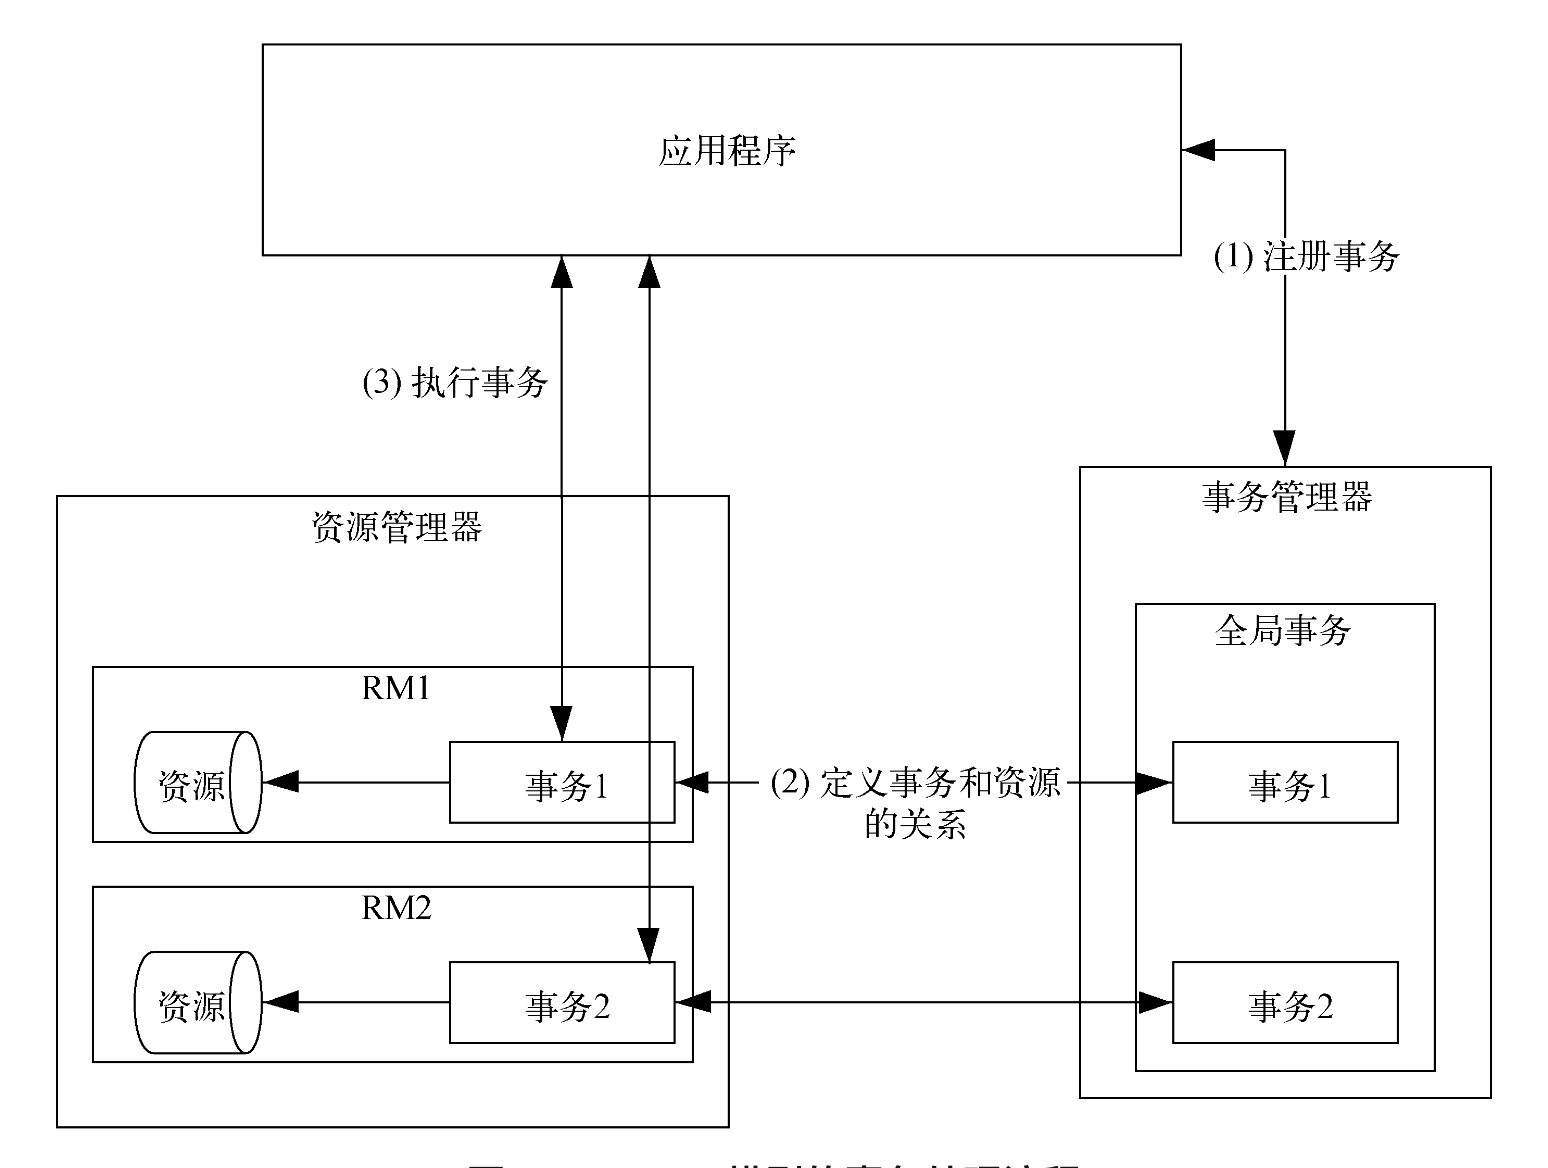 应用程序
(1) 注册事务
(3) 执行事务
事务管理器
资源管理器
全局事务
RM1
资源
事务1
(2) 定义事务和资源
的关系
事务1
RM2
资源
事务2
事务2